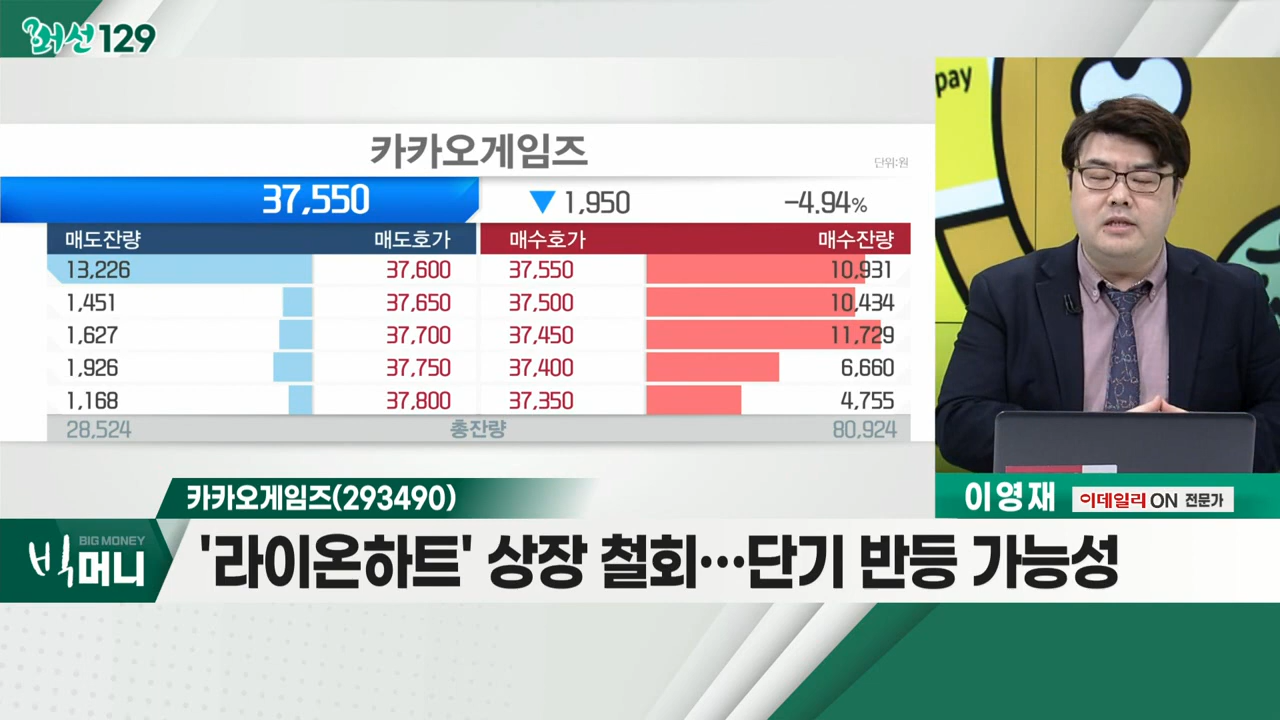 최선129
pay
카카오게임즈
단위:원
37,550 ▼ 1,950 -4.94%
매도잔량 매도호가 매수호가 매수잔량
13,226 37,600 37,550 10,931
1,451 37,650 37,500 10,434
1,627 37,700 37,450 11,729
1,926 37,750 37,400 6,660
1,168 37,800 37,350 4,755
28,524 총잔량 80,924
이영재 이데일리 ON 전문가
카카오게임즈(293490)
BIG MONEY
빅머니
'라이온하트' 상장 철회…단기 반등 가능성